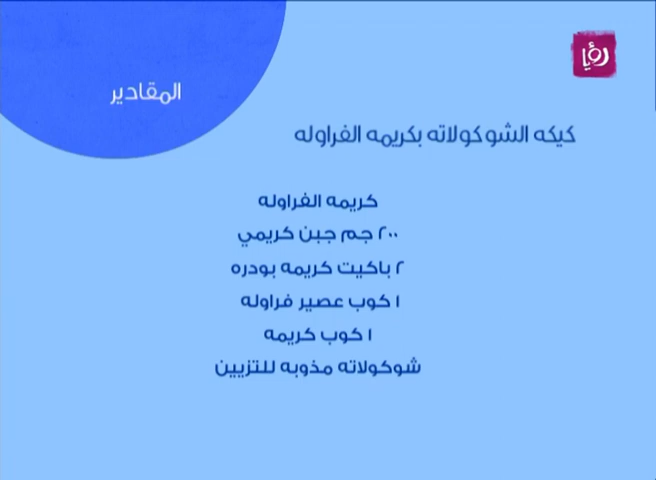 رؤيا
المقادير
كيكه الشوكولاته بكريمه الفراوله
كريمه الفراوله
٢٠٠ جم جبن كريمي
٢ باكيت كريمه بودره
١ كوب عصير فراوله
١ كوب كريمه
شوكولاته مذوبه للتزيين